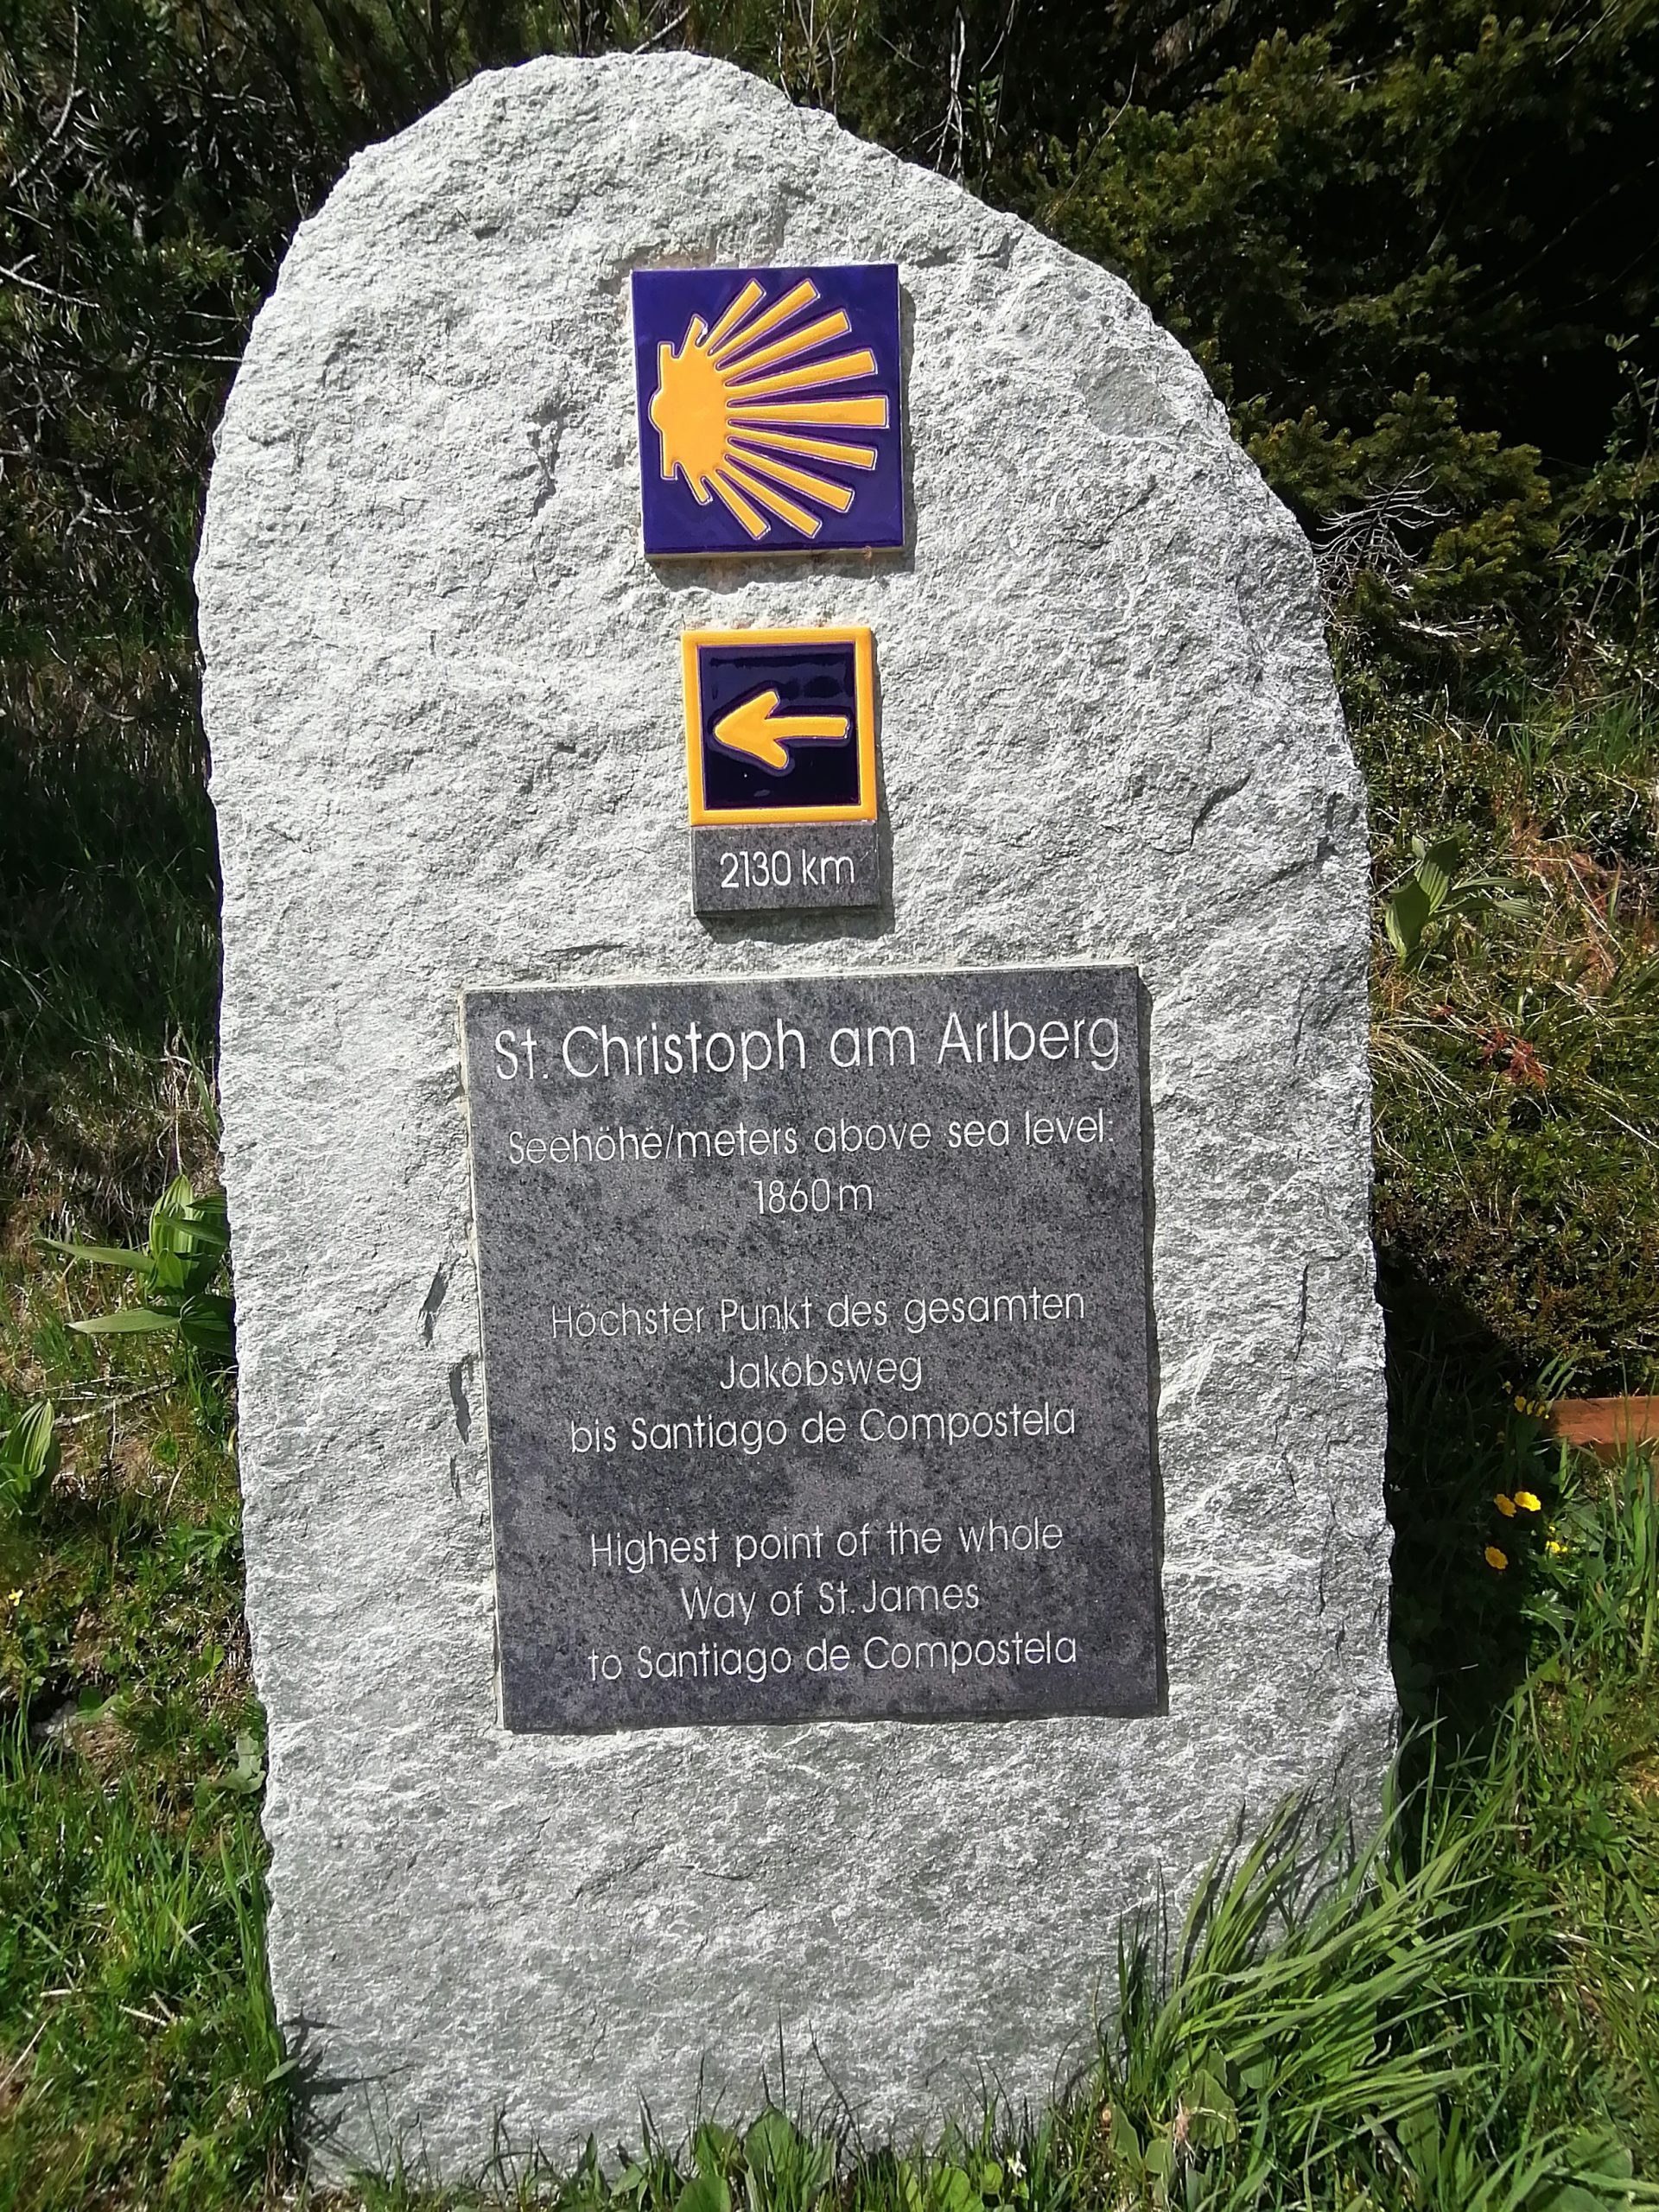 2130 km
St. Christoph am Arlberg
Seehöhe/meters above sea level:
1860 m
Höchster Punkt des gesamten
Jakobsweg
bis Santiago de Compostela
Highest point of the whole
Way of St. James
to Santiago de Compostela